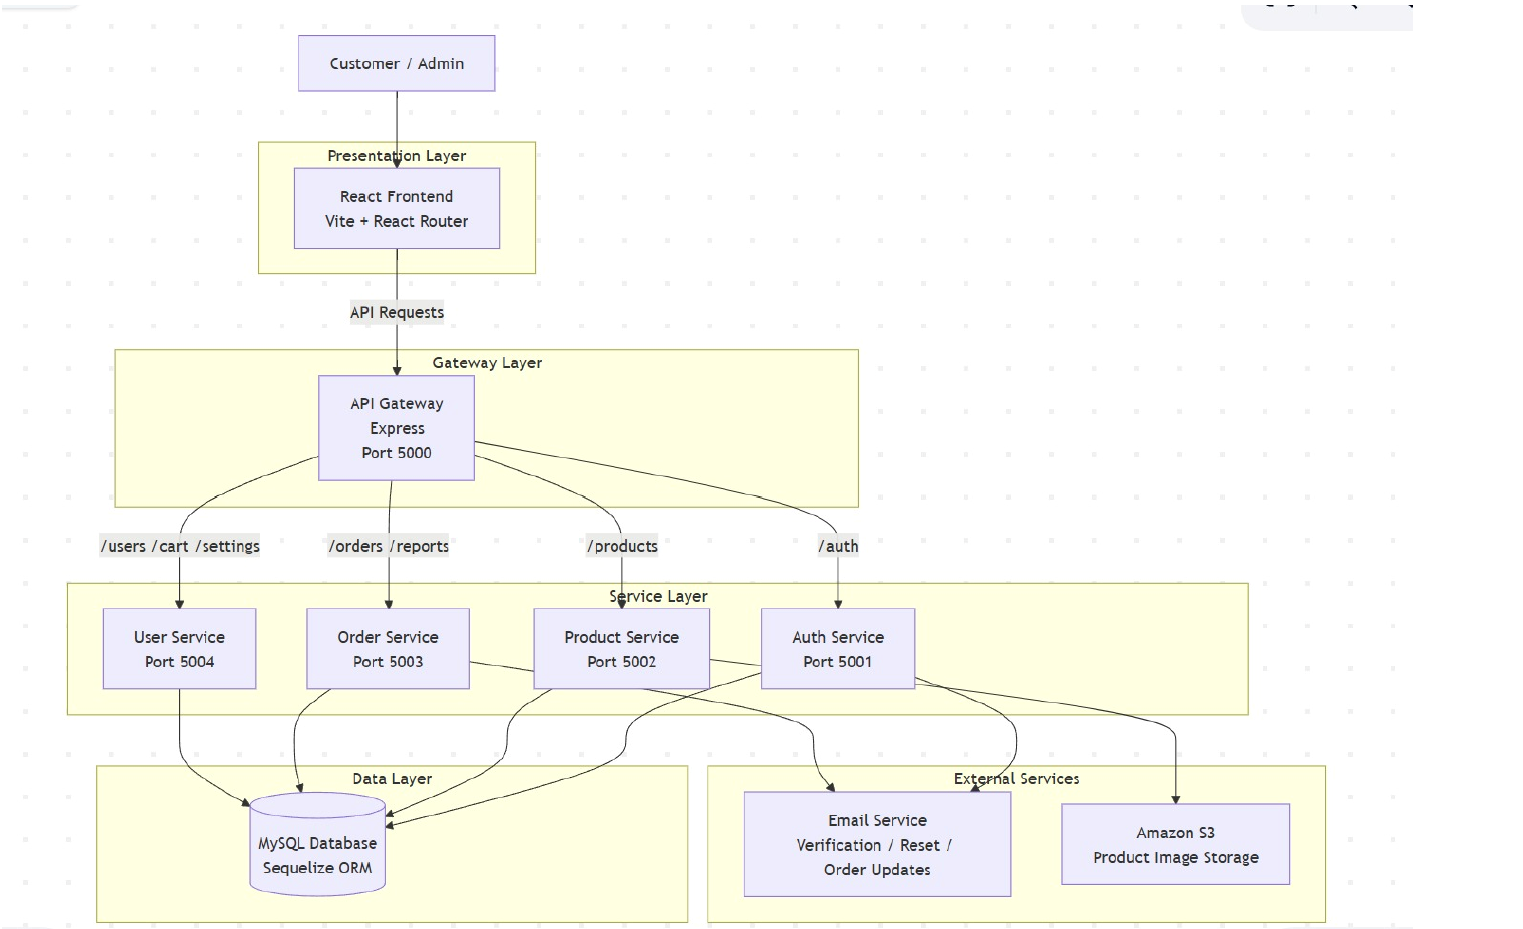 Customer / Admin
Presentation Layer
React Frontend
Vite + React Router
API Requests
Gateway Layer
API Gateway
Express
Port 5000
/users /cart /settings
/orders /reports
/products
/auth
Service Layer
User Service
Port 5004
Order Service
Port 5003
Product Service
Port 5002
Auth Service
Port 5001
Data Layer
MySQL Database
Sequelize ORM
External Services
Email Service
Verification / Reset /
Order Updates
Amazon S3
Product Image Storage